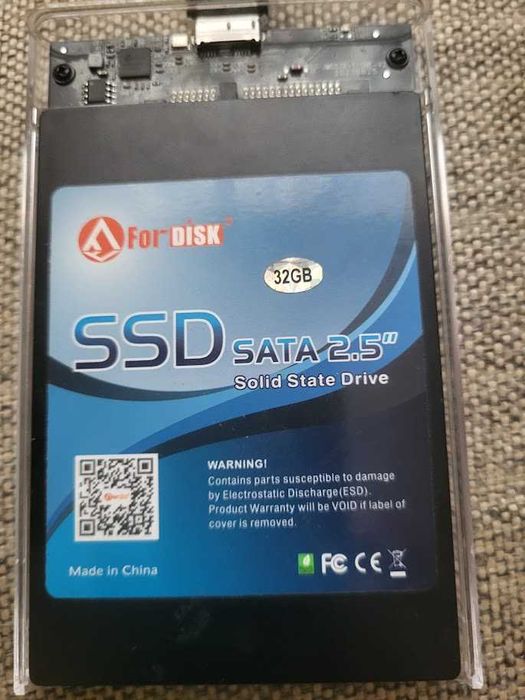 ForDISK
32GB
SSD SATA 2.5"
Solid State Drive
WARNING!
Contains parts susceptible to damage
by Electrostatic Discharge(ESD).
Product Warranty will be VOID if label of
cover is removed.
Made in China
FC CE